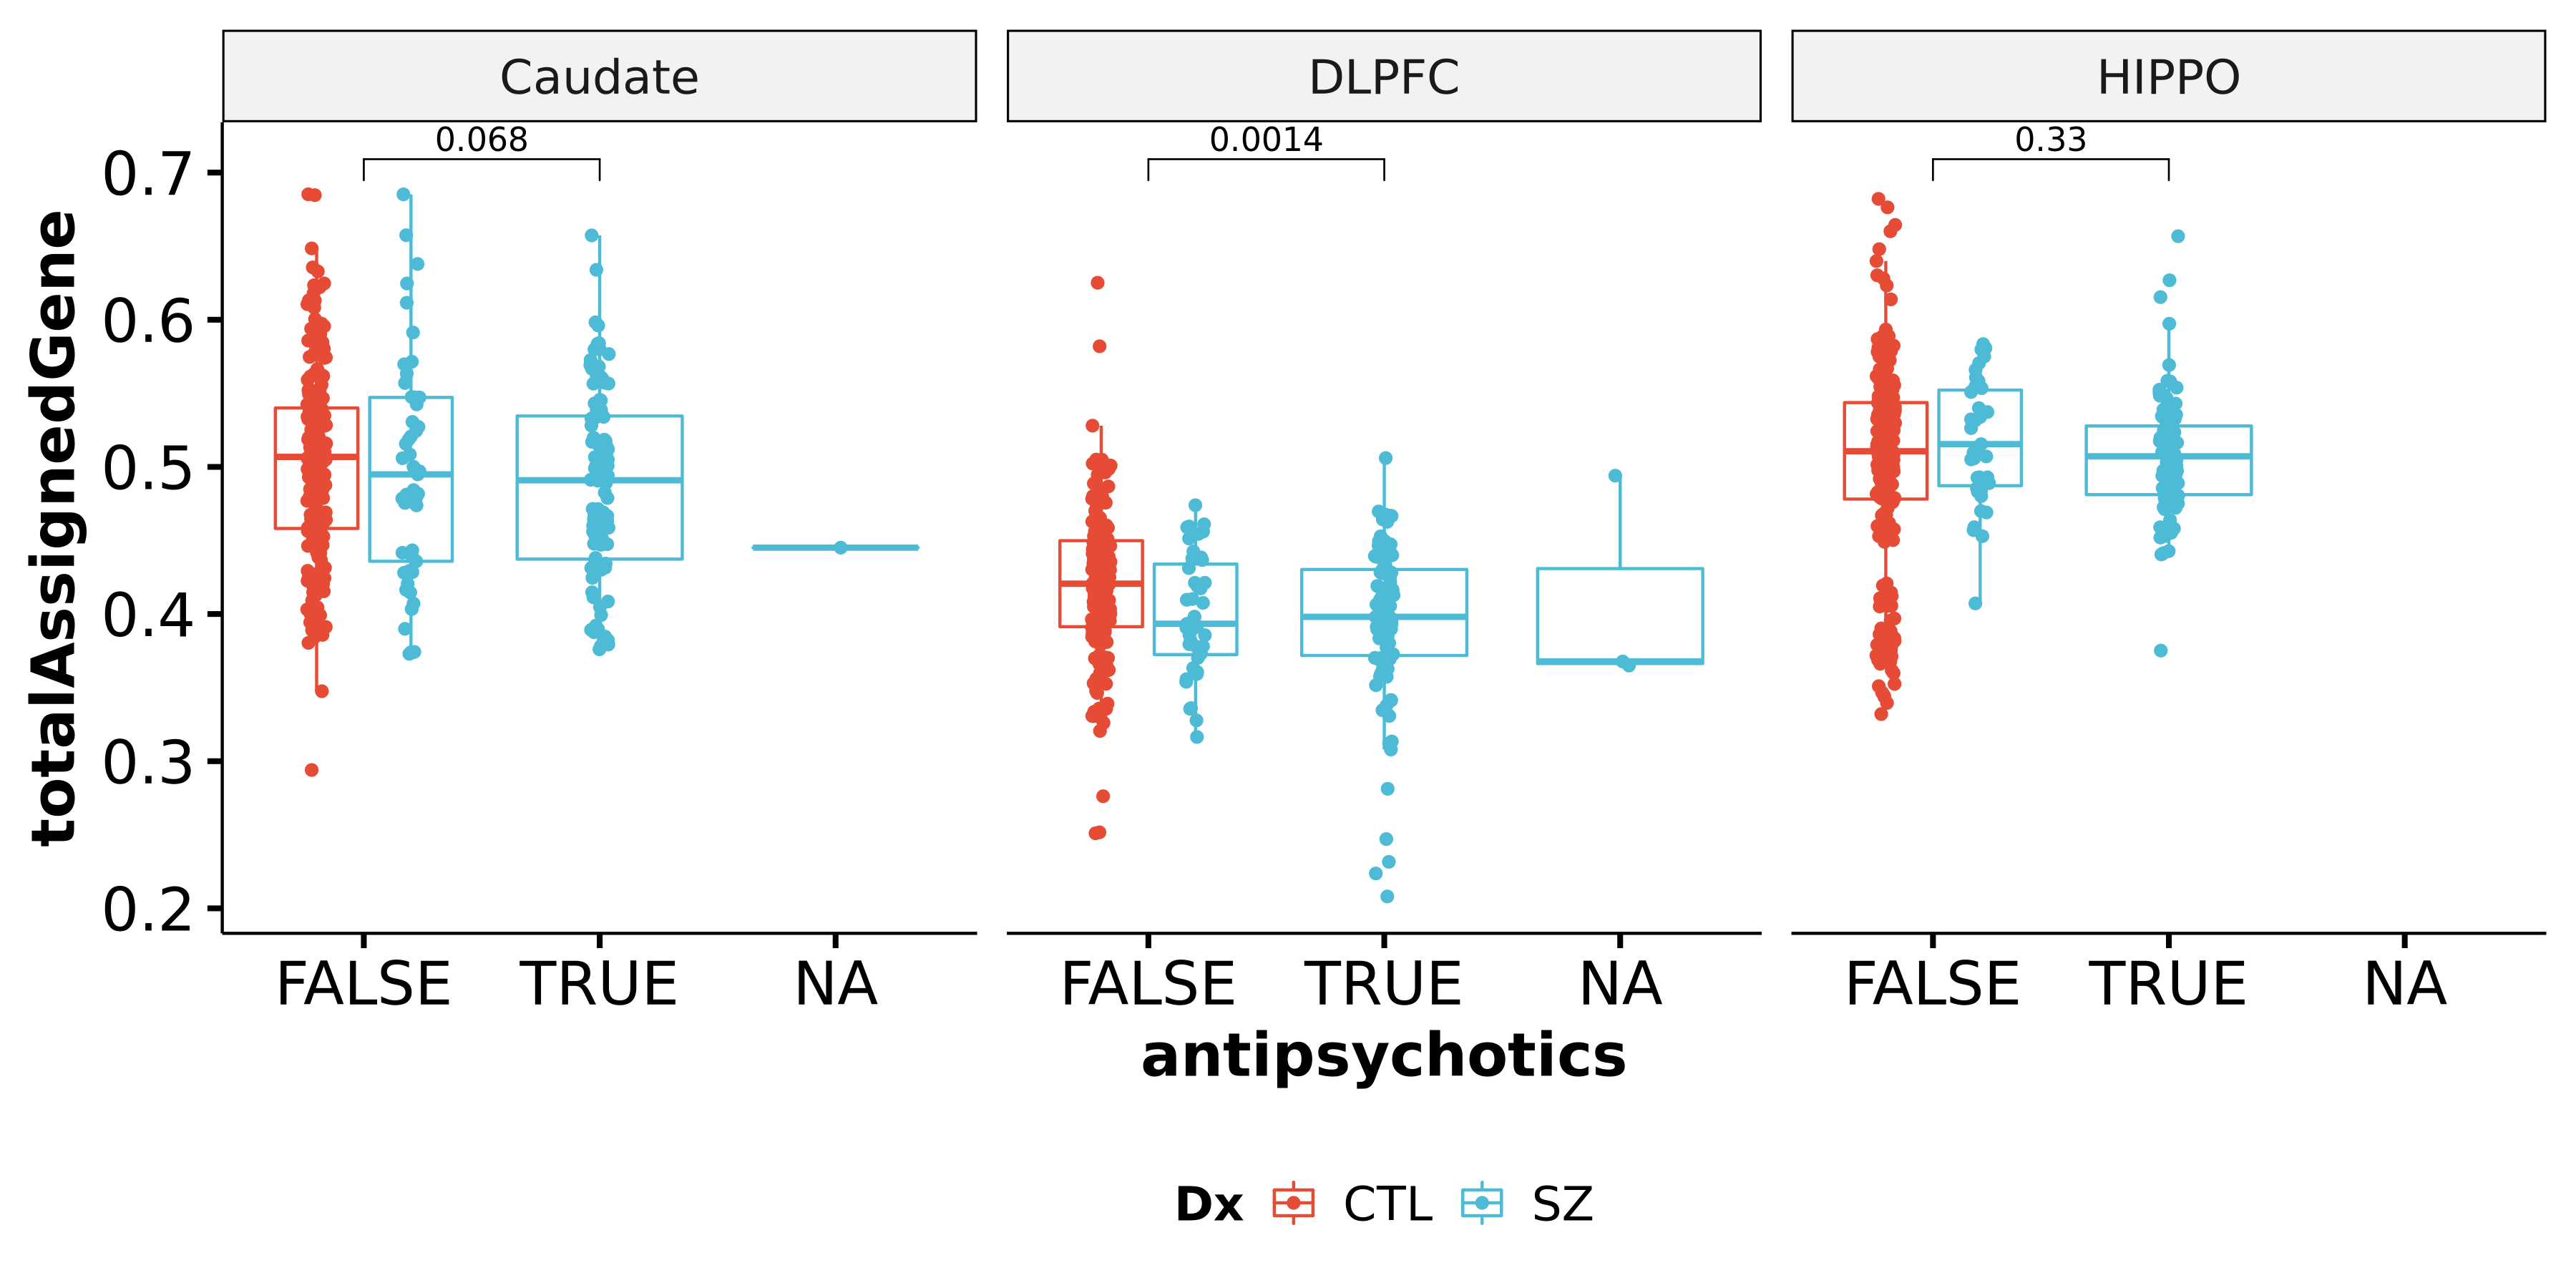 Caudate DLPFC HIPPO
0.068 0.0014 0.33
0.7
0.6
0.5
0.4
0.3
0.2
totalAssignedGene
FALSE TRUE NA FALSE TRUE NA FALSE TRUE NA
antipsychotics
Dx CTL SZ